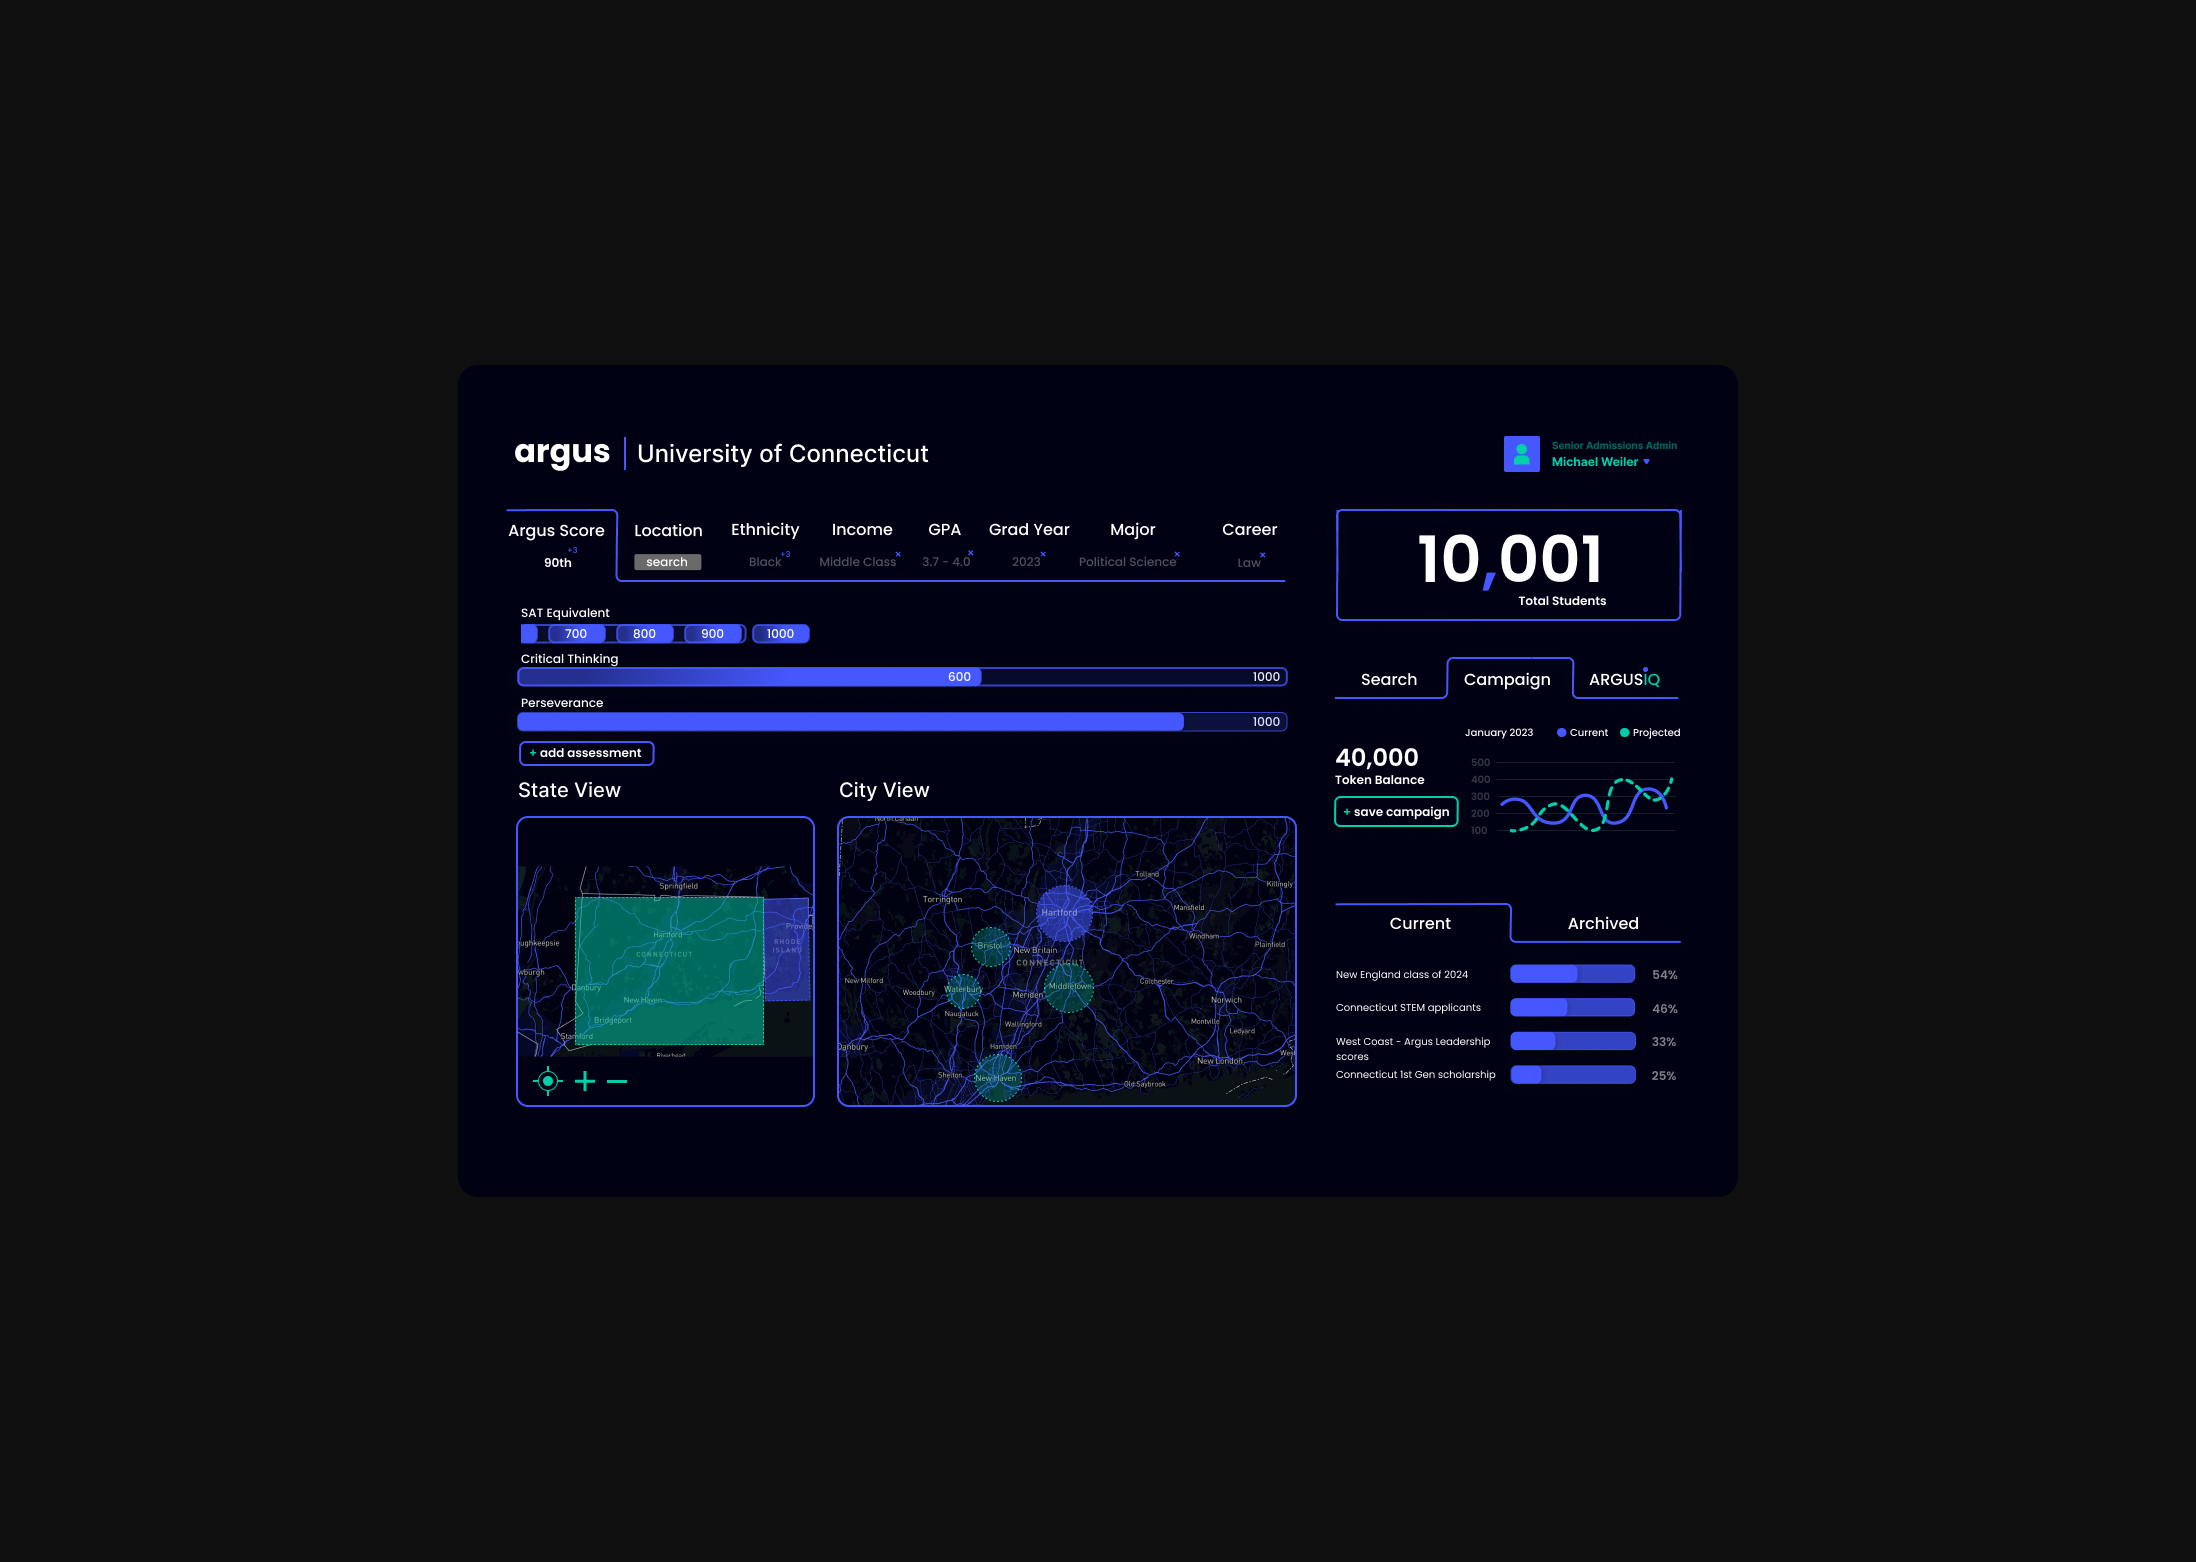 argus
University of Connecticut
Senior Admissions Admin
Michael Weiler
Argus Score
Location
Ethnicity
Income
GPA
Grad Year
Major
Career
+3
90th
search
Black +3
Middle Class ×
3.7 - 4.0 ×
2023 ×
Political Science ×
Law ×
10,001
Total Students
SAT Equivalent
700
800
900
1000
Critical Thinking
600
1000
Perseverance
1000
+ add assessment
Search
Campaign
ARGUSiQ
January 2023
Current
Projected
40,000
Token Balance
+ save campaign
500
400
300
200
100
State View
City View
Springfield
Hartford
CONNECTICUT
RHODE
ISLAND
Provide
oughkeepsie
wburgh
Danbury
New Haven
Bridgeport
Stamford
Riverhead
North Canaan
Tolland
Killingly
Torrington
Hartford
Mansfield
Bristol
New Britain
Windham
Plainfield
CONNECTICUT
New Milford
Woodbury
Waterbury
Meriden
Middletown
Colchester
Norwich
Naugatuck
Wallingford
Montville
Ledyard
Danbury
Hamden
West
New London
Shelton
New Haven
Old Saybrook
Current
Archived
New England class of 2024
54%
Connecticut STEM applicants
46%
West Coast - Argus Leadership
scores
33%
Connecticut 1st Gen scholarship
25%